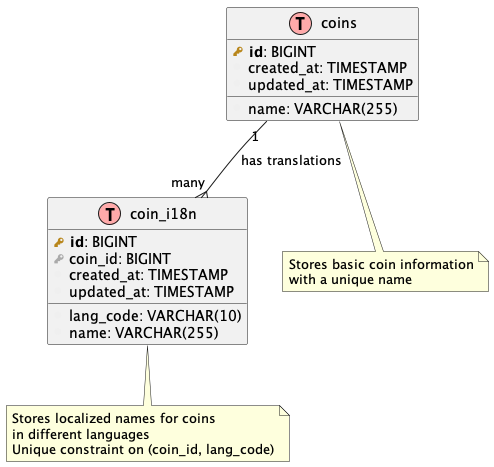 T coins
id: BIGINT
created_at: TIMESTAMP
updated_at: TIMESTAMP
name: VARCHAR(255)
1
has translations
many
T coin_i18n
id: BIGINT
coin_id: BIGINT
created_at: TIMESTAMP
updated_at: TIMESTAMP
lang_code: VARCHAR(10)
name: VARCHAR(255)
Stores basic coin information
with a unique name
Stores localized names for coins
in different languages
Unique constraint on (coin_id, lang_code)